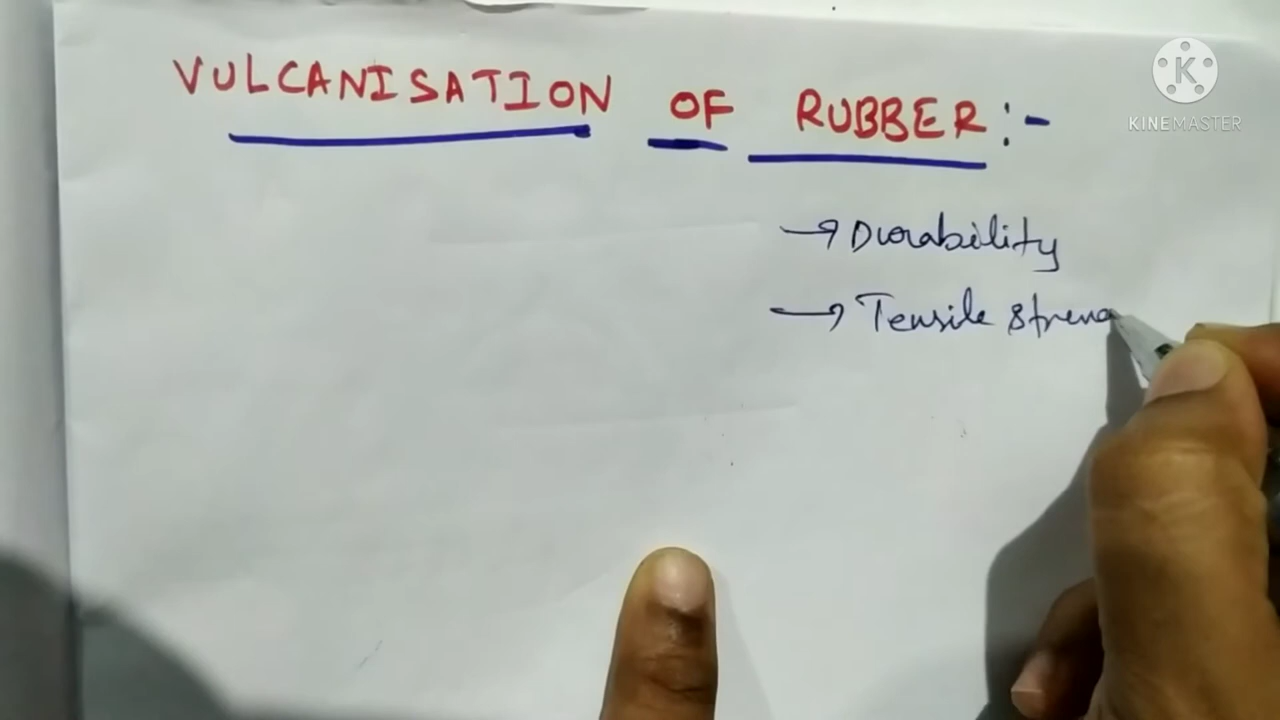 VULCANISATION OF RUBBER:-
K
KINEMASTER
→ Durability
→ Tensile Streng